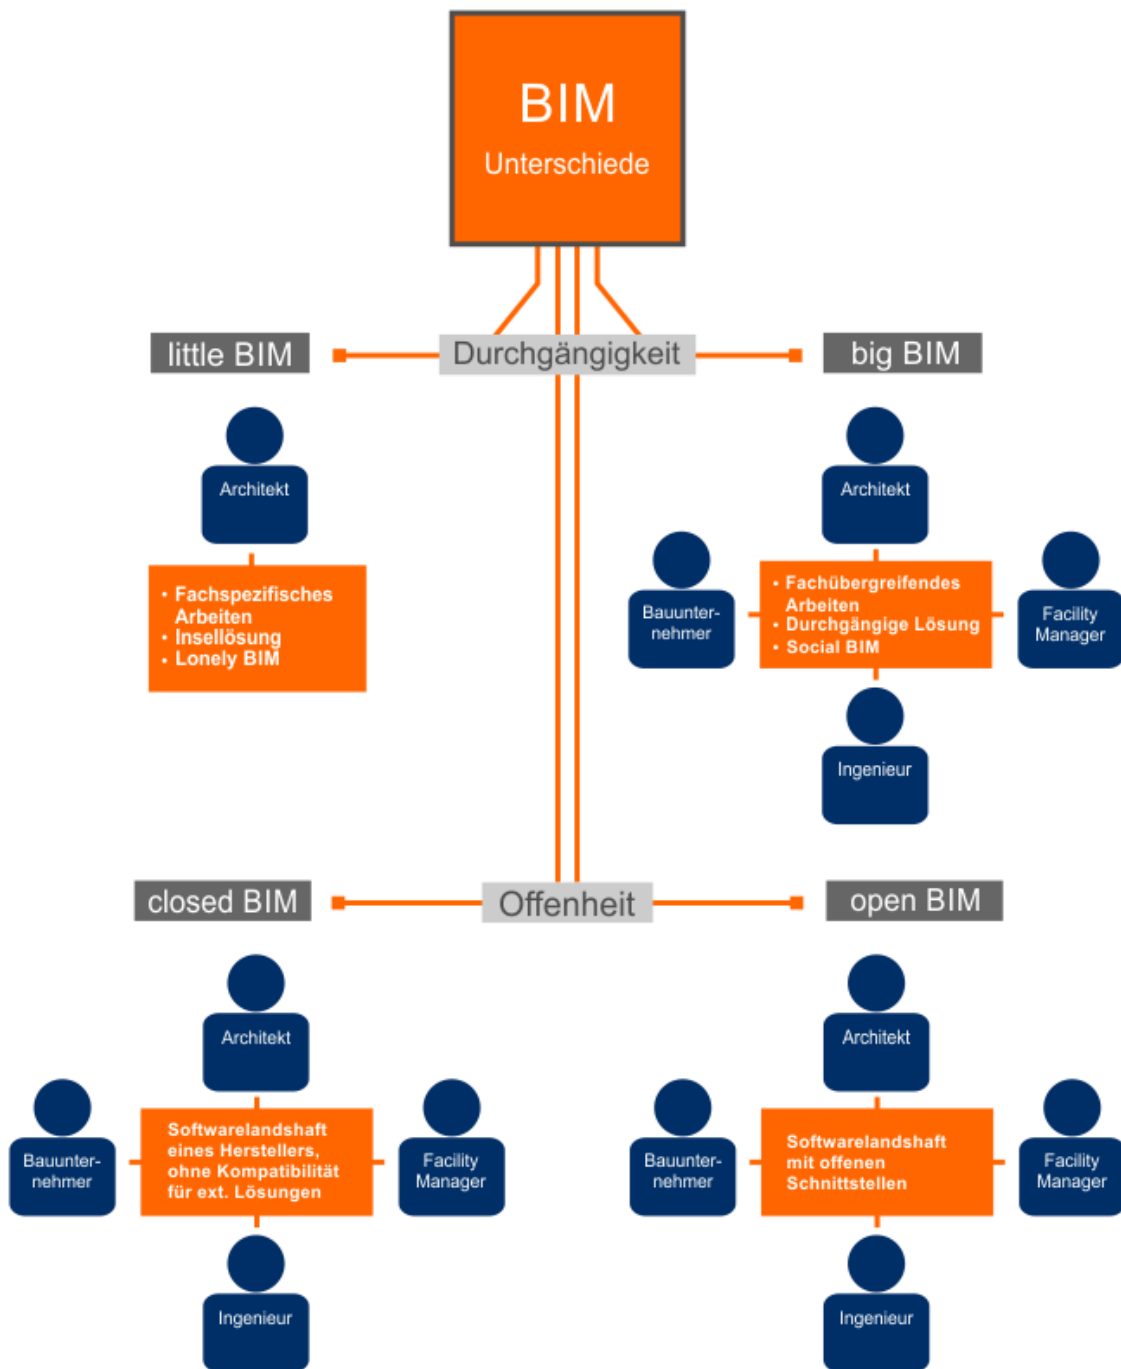 BIM
Unterschiede
Durchgängigkeit
little BIM
big BIM
Architekt
• Fachspezifisches
Arbeiten
• Insellösung
• Lonely BIM
Architekt
Bauunter-
nehmer
• Fachübergreifendes
Arbeiten
• Durchgängige Lösung
• Social BIM
Facility
Manager
Ingenieur
Offenheit
closed BIM
open BIM
Architekt
Bauunter-
nehmer
Softwarelandshaft
eines Herstellers,
ohne Kompatibilität
für ext. Lösungen
Facility
Manager
Ingenieur
Architekt
Bauunter-
nehmer
Softwarelandshaft
mit offenen
Schnittstellen
Facility
Manager
Ingenieur